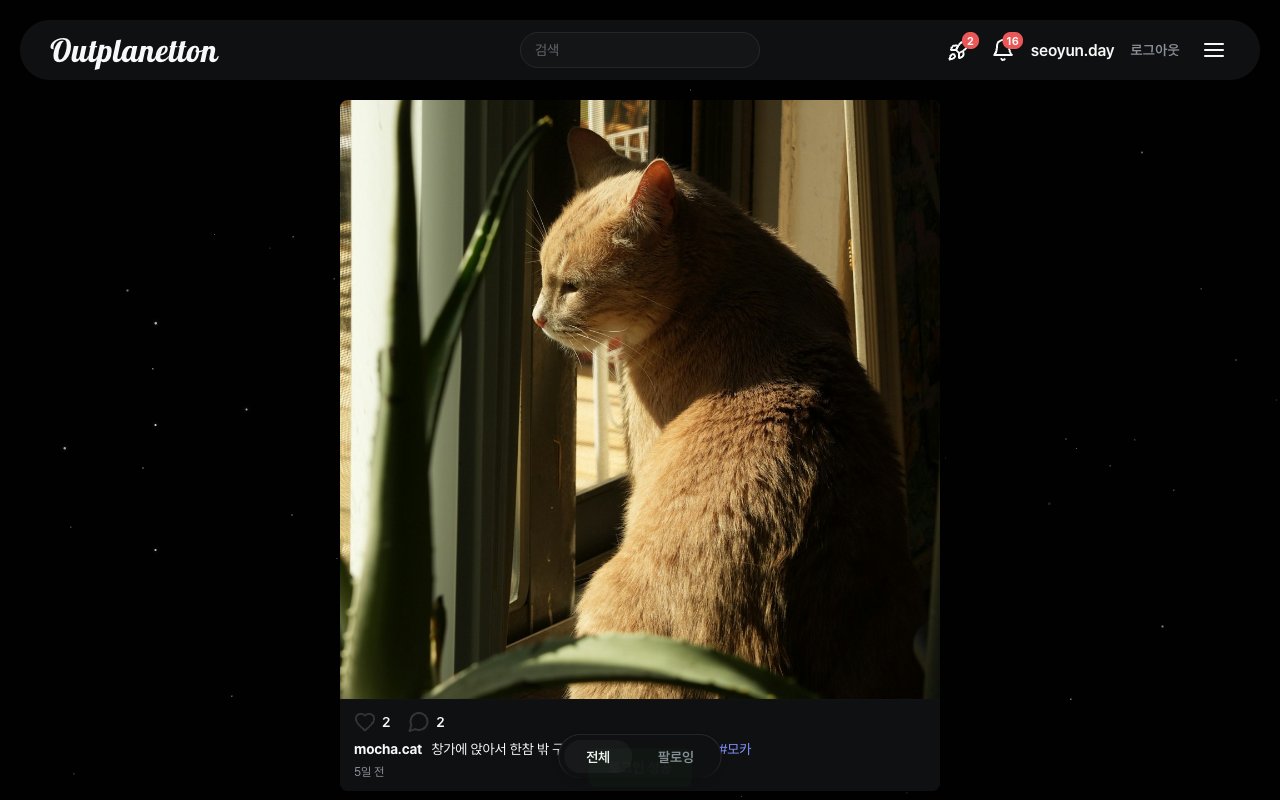 Outplanetton
검색
2
16
seoyun.day
로그아웃
2
2
mocha.cat 창가에 앉아서 한참 밖 #모카
5일 전
전체
팔로잉